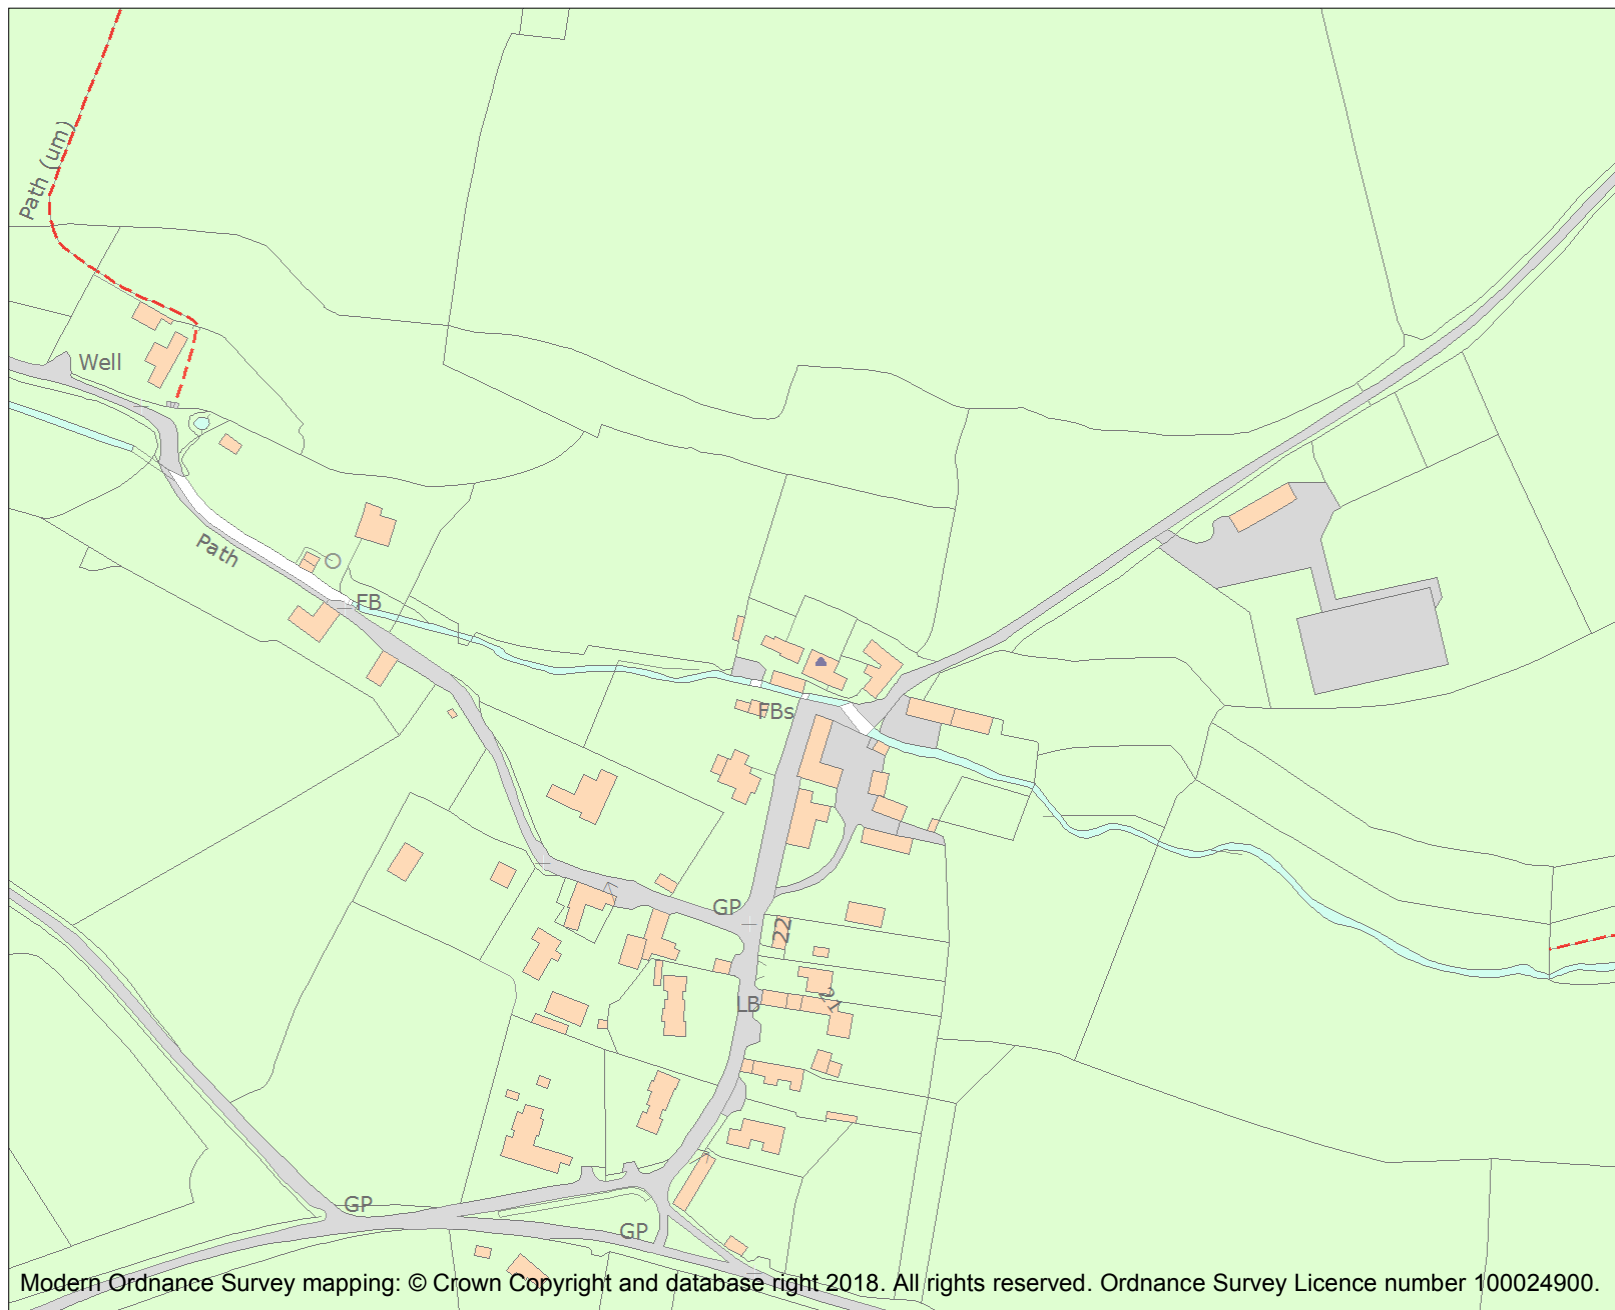 Path (um)
Well
Path
FB
FBs
GP
22
LB
21
GP
GP
Modern Ordnance Survey mapping: © Crown Copyright and database right 2018. All rights reserved. Ordnance Survey Licence number 100024900.